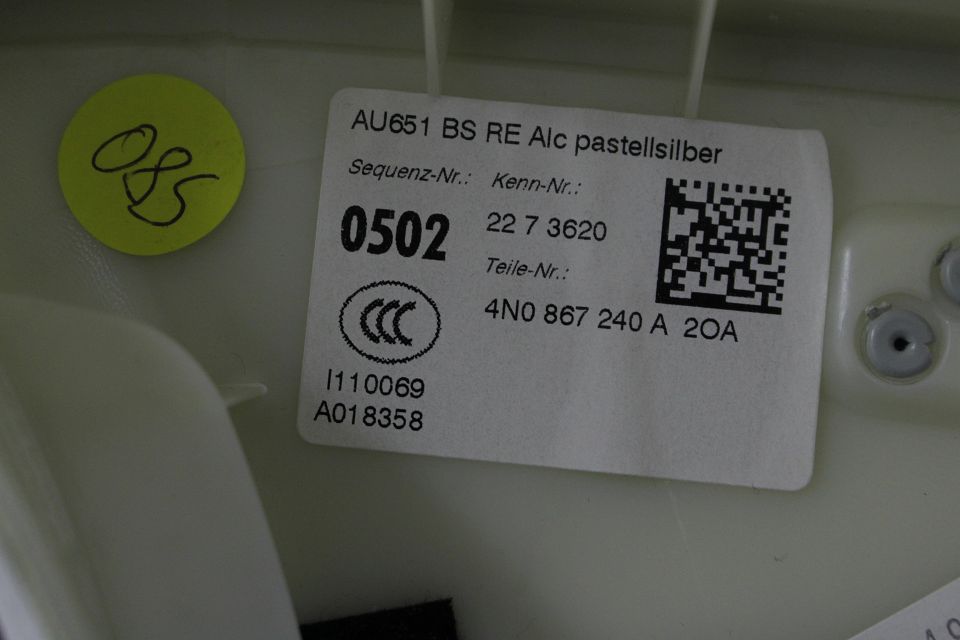 085
AU651 BS RE Alc pastellsilber
Sequenz-Nr.: Kenn-Nr.:
0502 22 7 3620
Teile-Nr.:
4N0 867 240 A 2OA
CCC
I110069
A018358